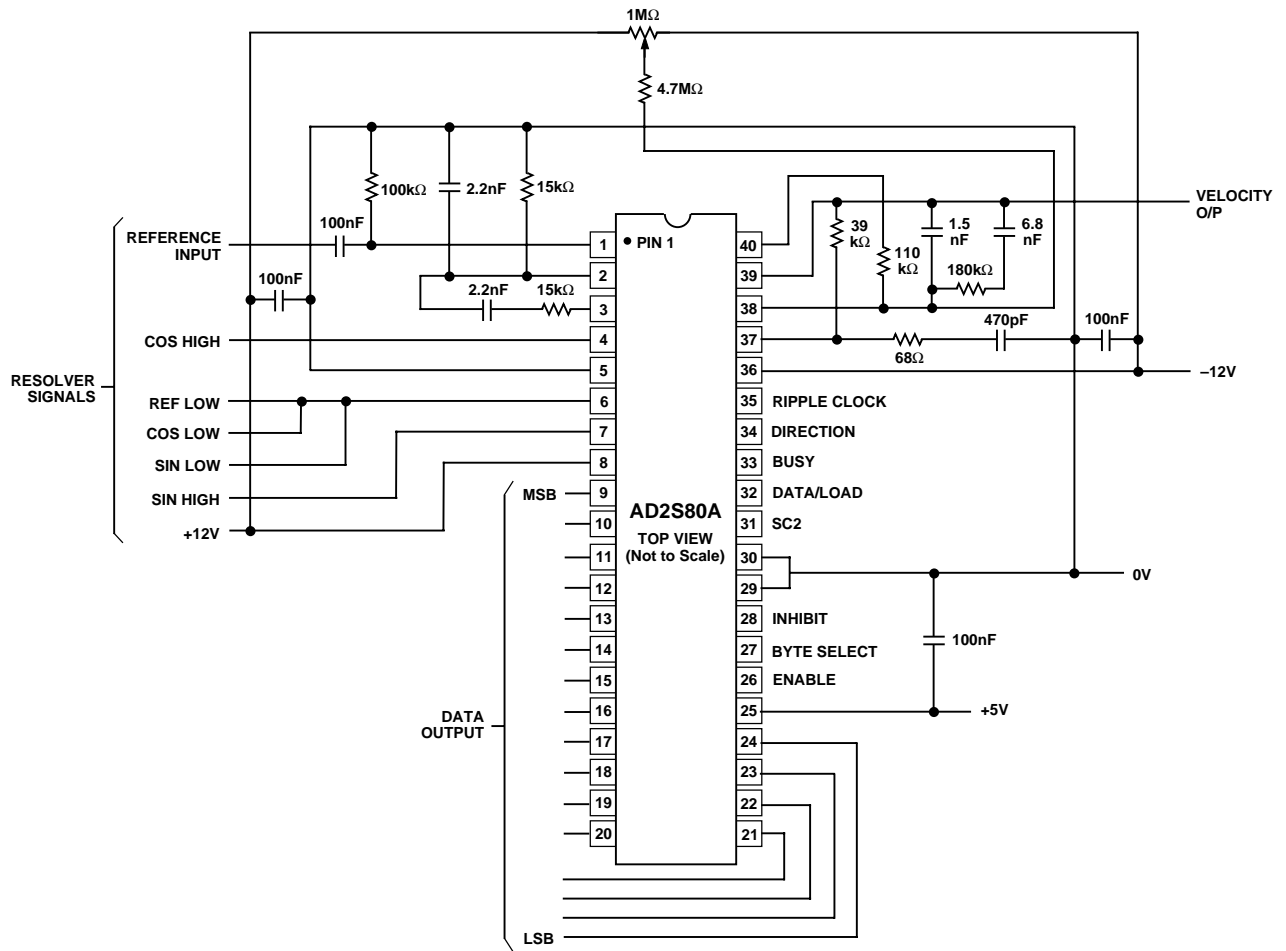 1MΩ
4.7MΩ
100kΩ
2.2nF
15kΩ
100nF
REFERENCE
INPUT
100nF
2.2nF
15kΩ
COS HIGH
RESOLVER
SIGNALS
REF LOW
COS LOW
SIN LOW
SIN HIGH
+12V
MSB
DATA
OUTPUT
LSB
1
PIN 1
2
3
4
5
6
7
8
9
10
11
12
13
14
15
16
17
18
19
20
AD2S80A
TOP VIEW
(Not to Scale)
40
39
38
37
36
35
RIPPLE CLOCK
34
DIRECTION
33
BUSY
32
DATA/LOAD
31
SC2
30
29
28
INHIBIT
27
BYTE SELECT
26
ENABLE
25
24
23
22
21
39
kΩ
110
kΩ
1.5
nF
6.8
nF
180kΩ
VELOCITY
O/P
68Ω
470pF
100nF
–12V
0V
100nF
+5V